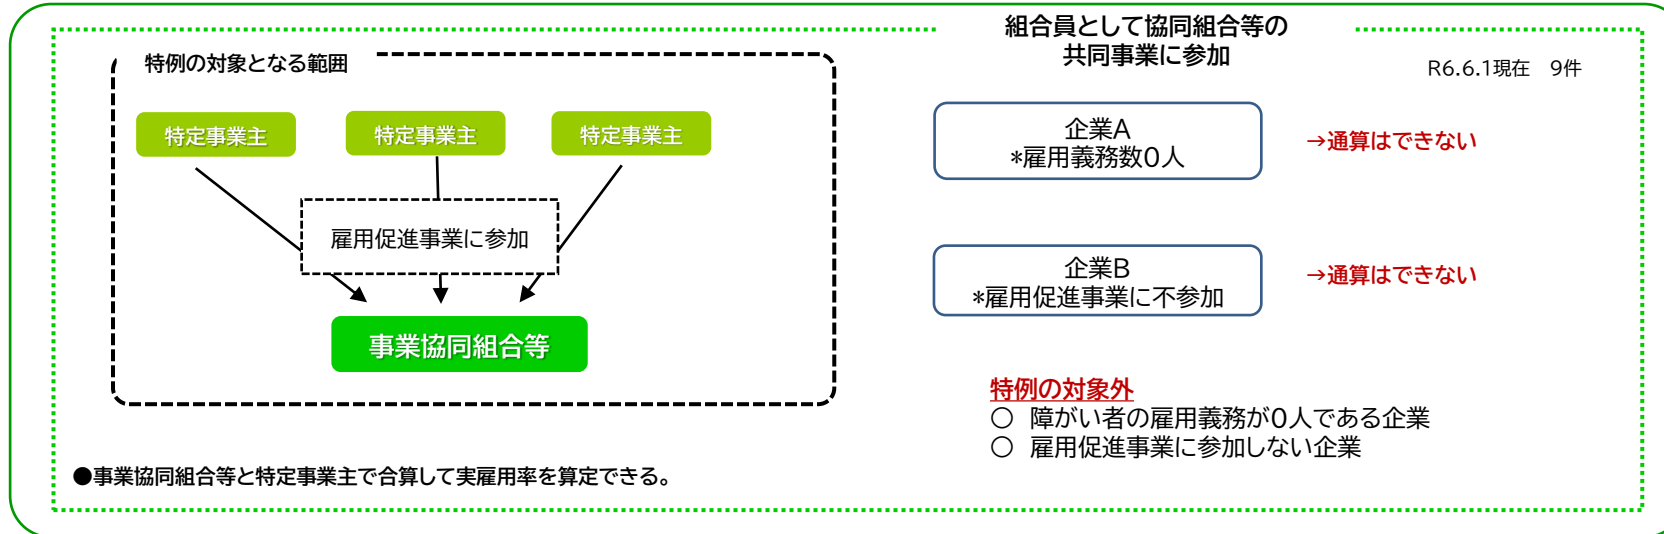 組合員として協同組合等の
共同事業に参加
R6.6.1現在　9件
特例の対象となる範囲
特定事業主
特定事業主
特定事業主
雇用促進事業に参加
事業協同組合等
●事業協同組合等と特定事業主で合算して実雇用率を算定できる。
企業A
*雇用義務数0人
→通算はできない
企業B
*雇用促進事業に不参加
→通算はできない
特例の対象外
○　障がい者の雇用義務が0人である企業
○　雇用促進事業に参加しない企業